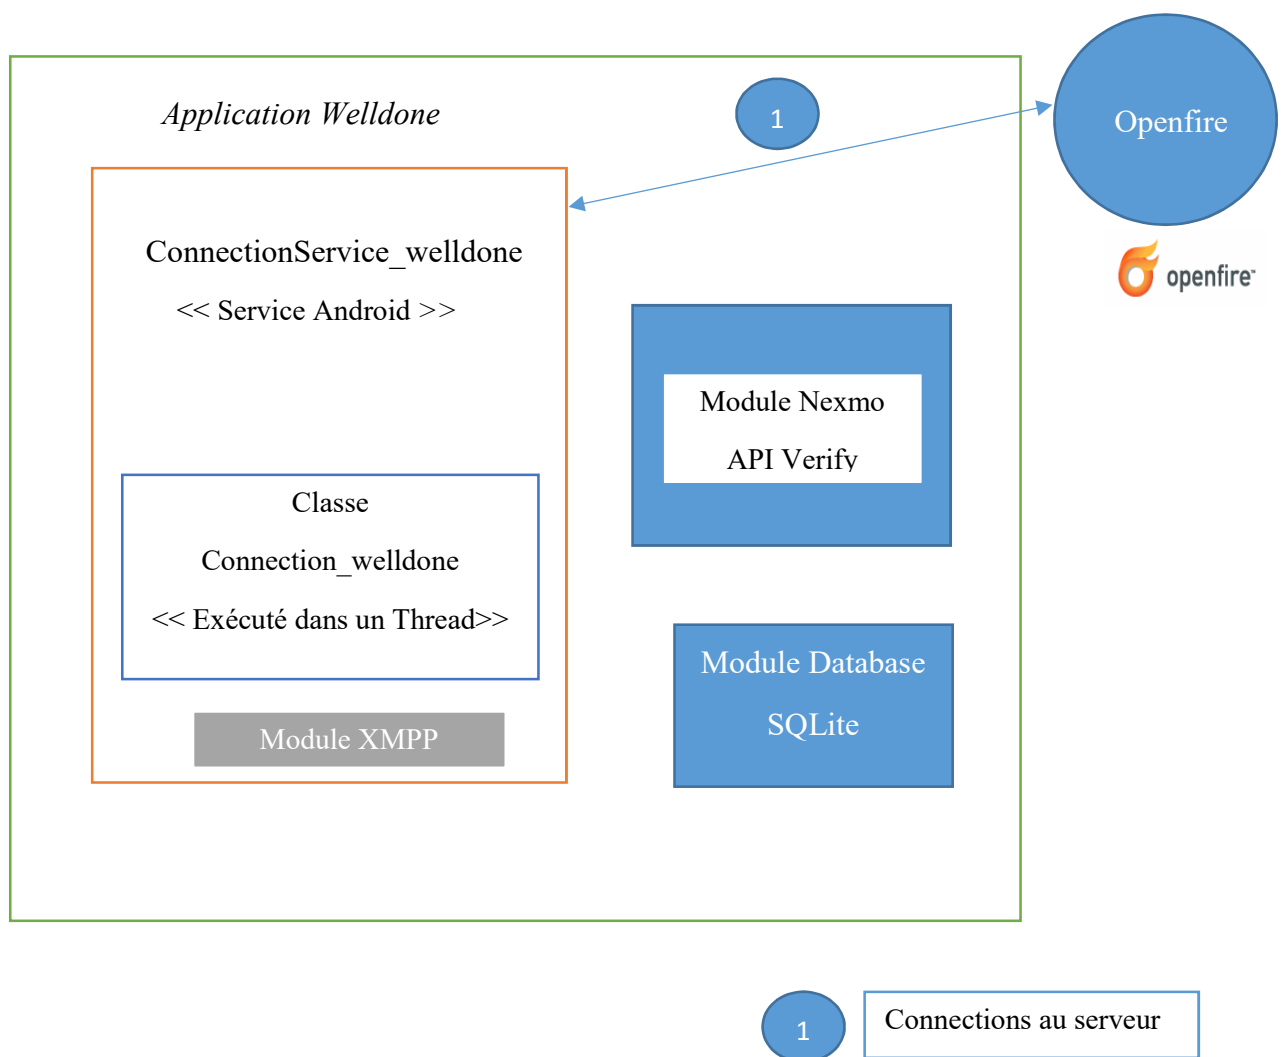 Application Welldone
1
Openfire
openfire™
ConnectionService_welldone
<< Service Android >>
Module Nexmo
API Verify
Classe
Connection_welldone
<< Exécuté dans un Thread>>
Module XMPP
Module Database
SQLite
1
Connections au serveur